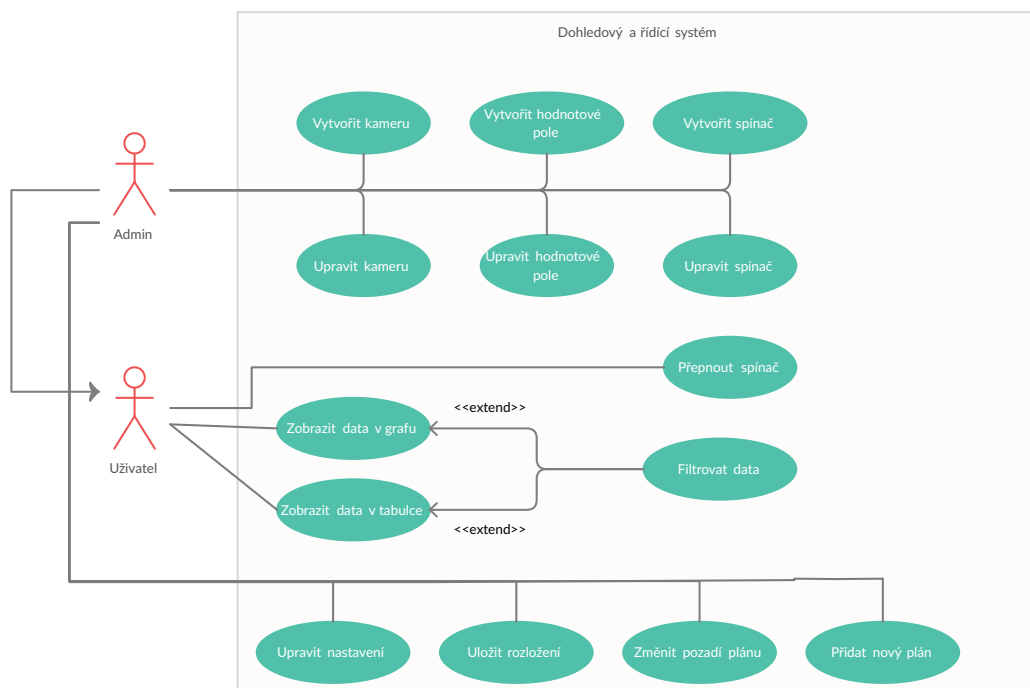 Dohledový a řídící systém
Vytvořit kameru
Vytvořit hodnotové
pole
Vytvořit spínač
Admin
Upravit kameru
Upravit hodnotové
pole
Upravit spínač
Přepnout spínač
<<extend>>
Zobrazit data v grafu
Uživatel
Filtrovat data
Zobrazit data v tabulce
<<extend>>
Upravit nastavení
Uložit rozložení
Změnit pozadí plánu
Přidat nový plán